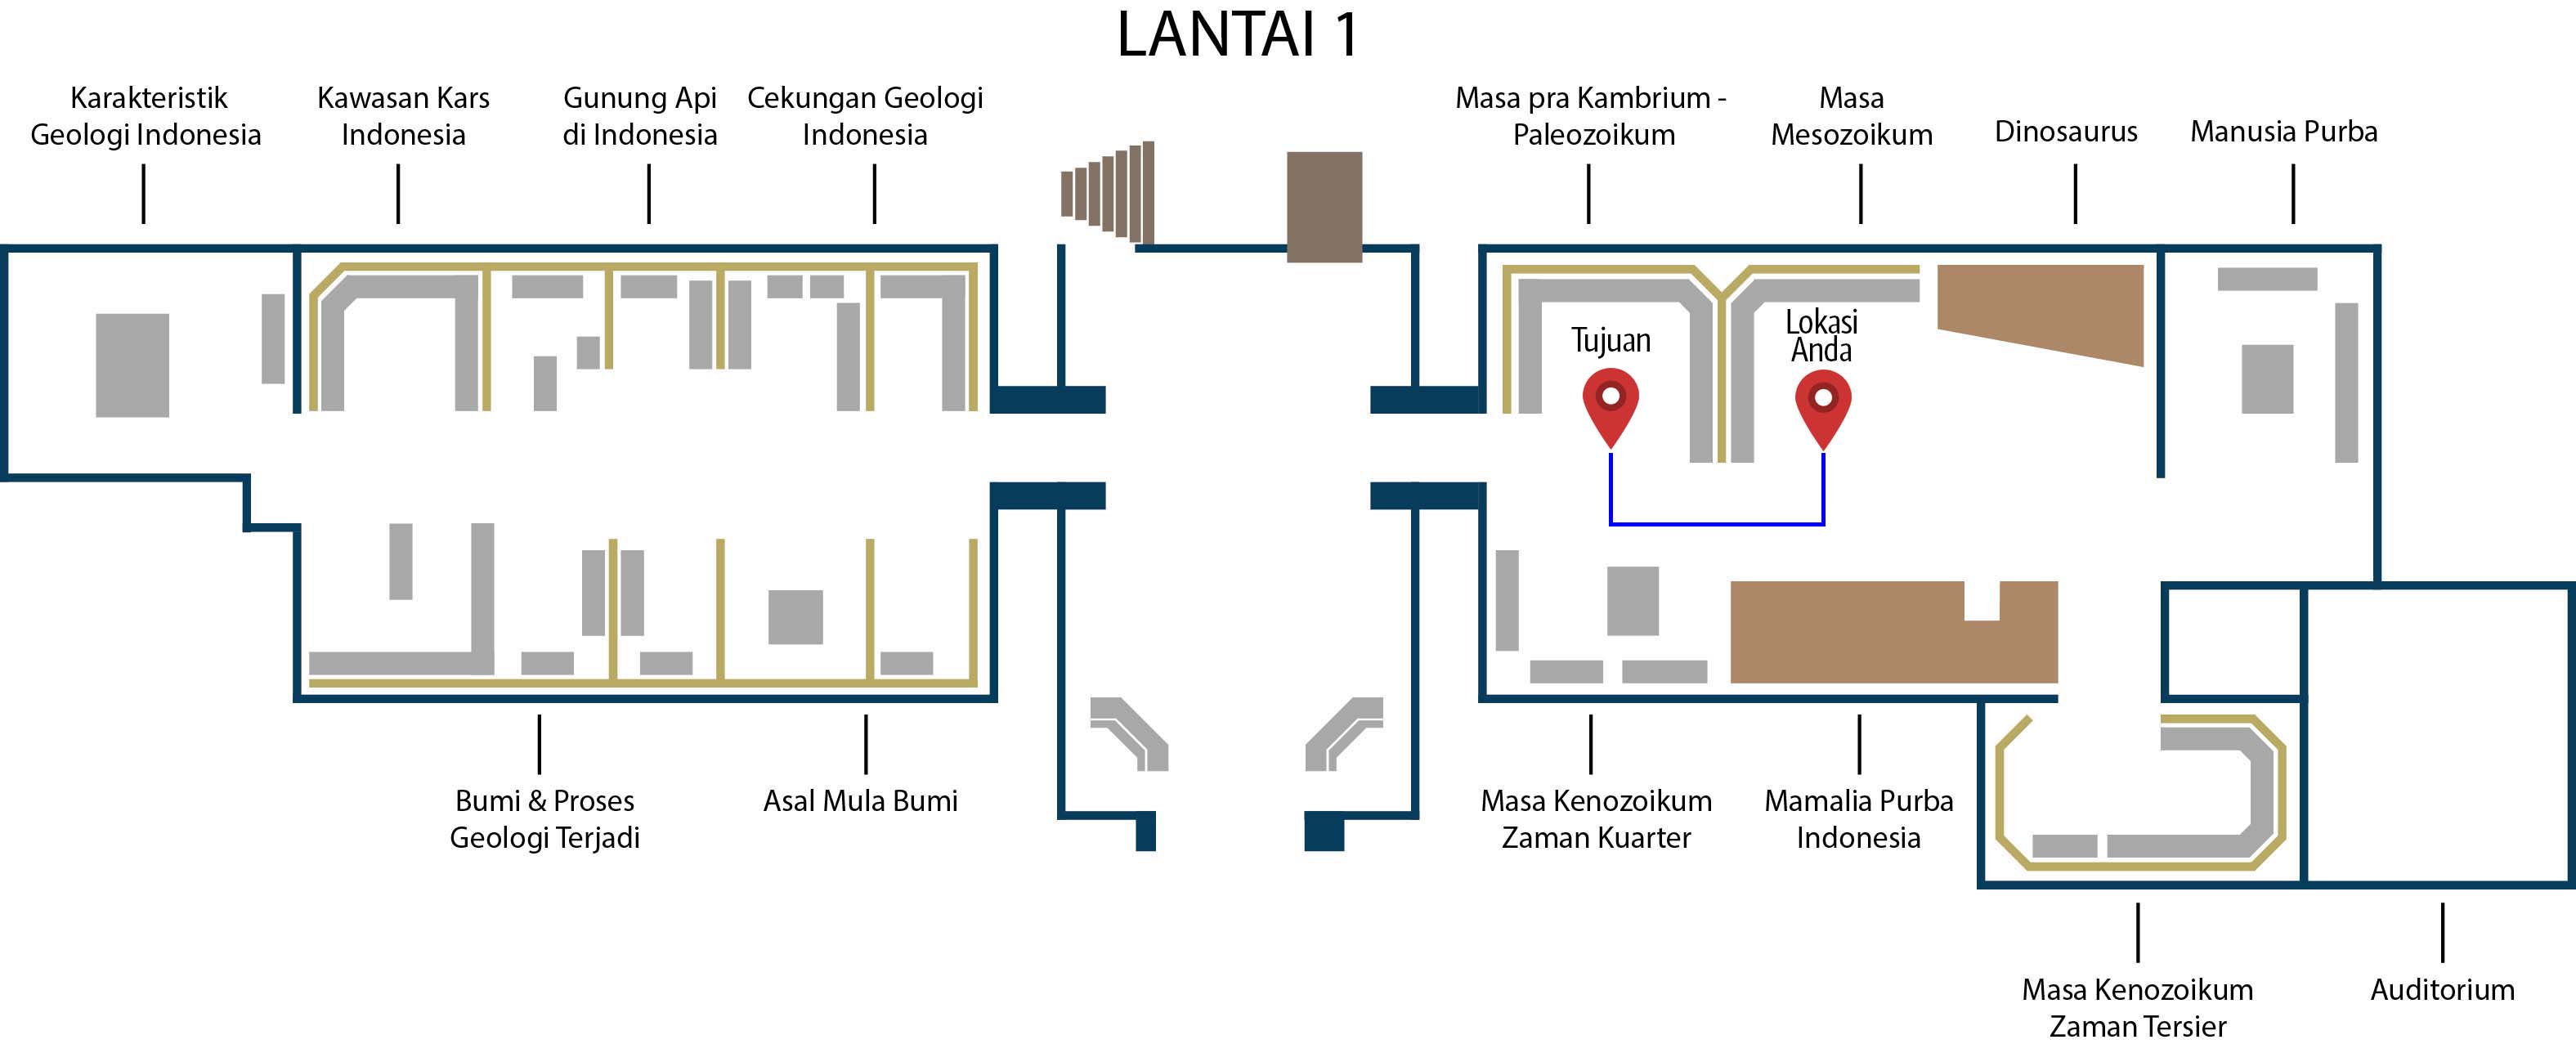 LANTAI 1
Karakteristik
Geologi Indonesia
Kawasan Kars
Indonesia
Gunung Api
di Indonesia
Cekungan Geologi
Indonesia
Masa pra Kambrium -
Paleozoikum
Masa
Mesozoikum
Dinosaurus
Manusia Purba
Tujuan
Lokasi
Anda
Bumi & Proses
Geologi Terjadi
Asal Mula Bumi
Masa Kenozoikum
Zaman Kuarter
Mamalia Purba
Indonesia
Masa Kenozoikum
Zaman Tersier
Auditorium